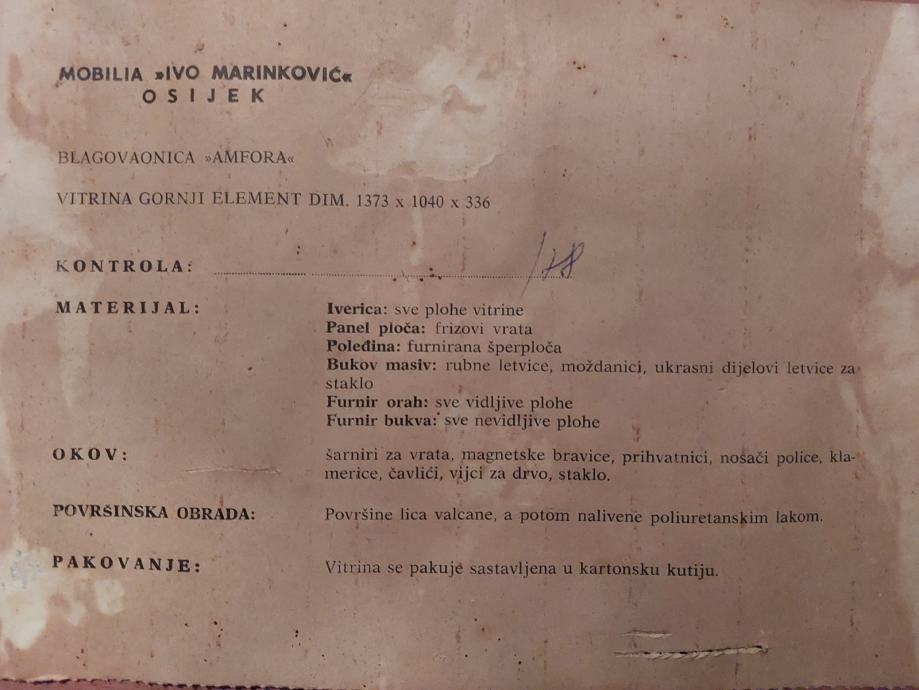 MOBILIA »IVO MARINKOVIĆ«
OSIJEK
BLAGOVAONICA »AMFORA«
VITRINA GORNJI ELEMENT DIM. 1373 x 1040 x 336
KONTROLA:
MATERIJAL:
Iverica: sve plohe vitrine
Panel ploča: frizovi vrata
Poleđina: furnirana šperploča
Bukov masiv: rubne letvice, moždanici, ukrasni dijelovi letvice za
staklo
Furnir orah: sve vidljive plohe
Furnir bukva: sve nevidljive plohe
OKOV:
šarniri za vrata, magnetske bravice, prihvatnici, nosači police, kla-
merice, čavlići, vijci za drvo, staklo.
POVRŠINSKA OBRADA:
Površine lica valcane, a potom nalivene poliuretanskim lakom.
PAKOVANJE:
Vitrina se pakuje sastavljena u kartonsku kutiju.